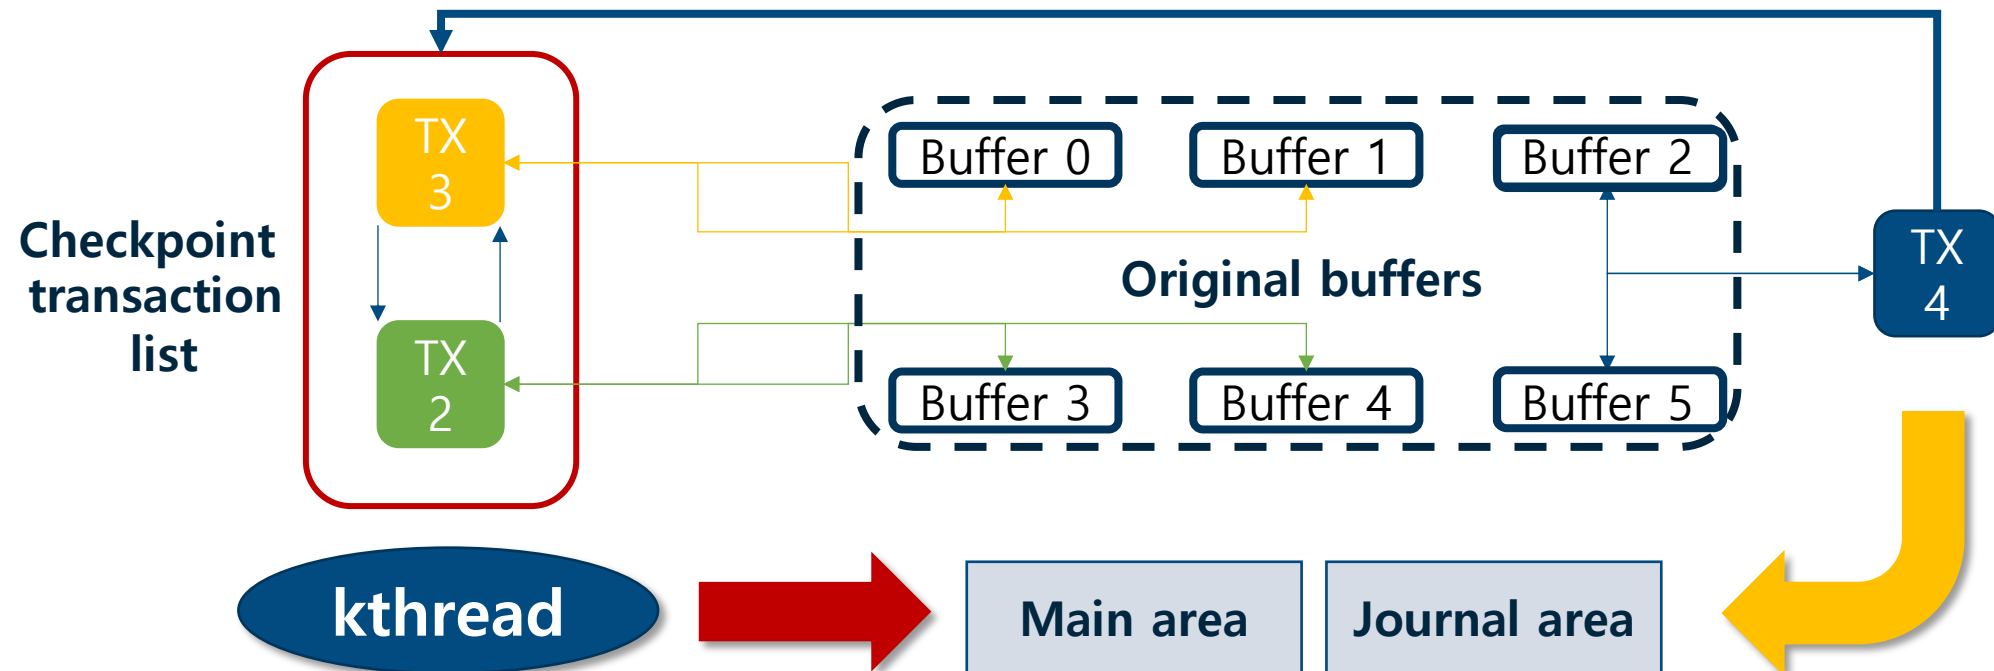 TX
3
Buffer 0
Buffer 1
Buffer 2
Checkpoint
transaction
list
Original buffers
TX
4
TX
2
Buffer 3
Buffer 4
Buffer 5
kthread
Main area
Journal area